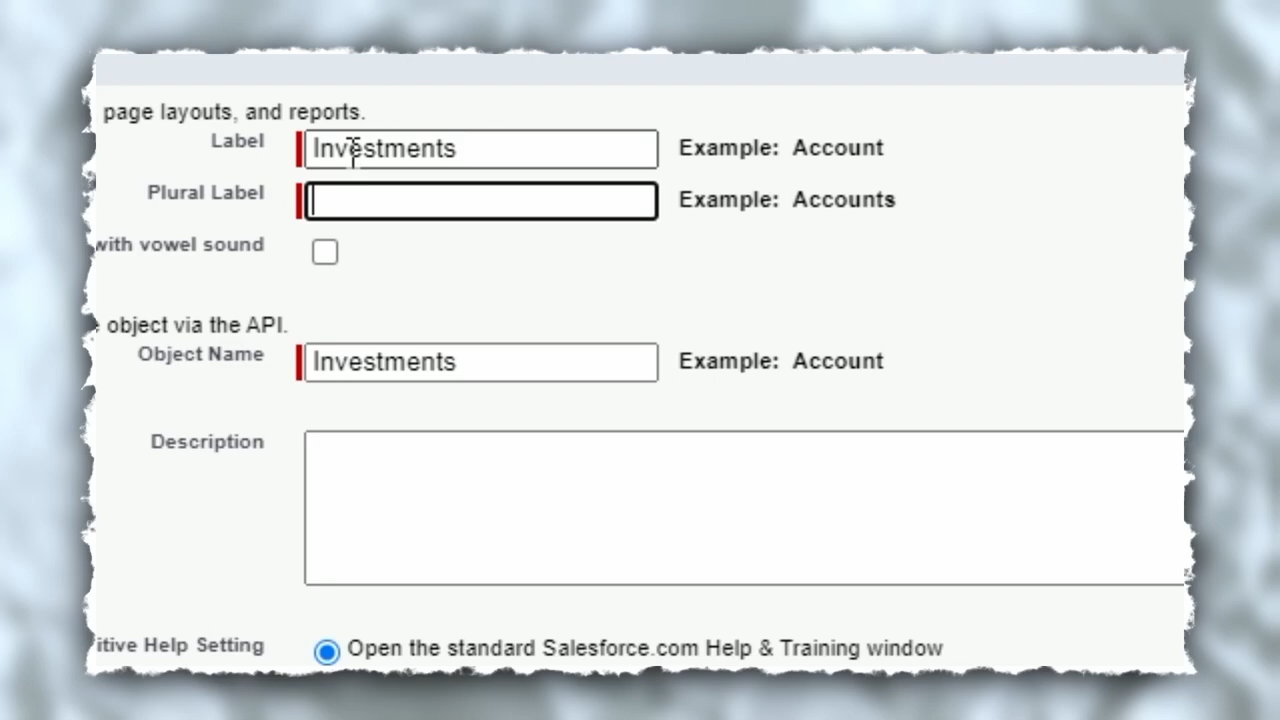 page layouts, and reports.
Label Investments Example: Account
Plural Label Example: Accounts
with vowel sound
object via the API.
Object Name Investments Example: Account
Description
Help Setting Open the standard Salesforce.com Help & Training window